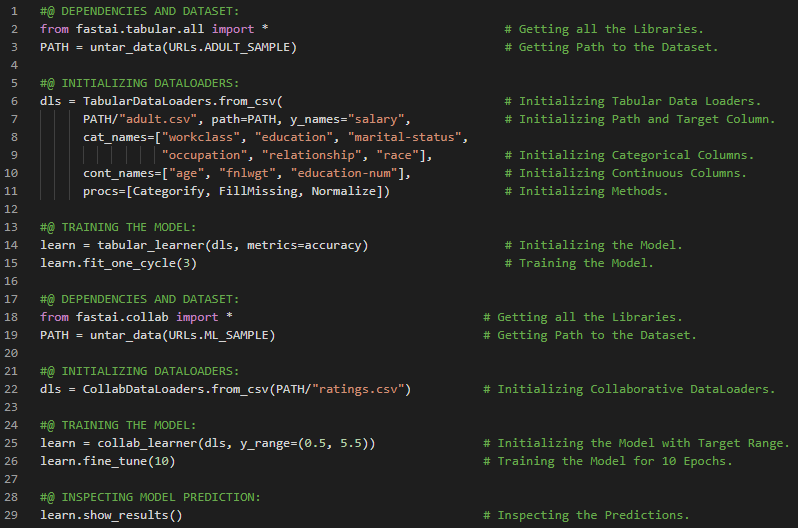 1 #@ DEPENDENCIES AND DATASET:
2 from fastai.tabular.all import * # Getting all the Libraries.
3 PATH = untar_data(URLs.ADULT_SAMPLE) # Getting Path to the Dataset.
4
5 #@ INITIALIZING DATALOADERS:
6 dls = TabularDataLoaders.from_csv( # Initializing Tabular Data Loaders.
7 PATH/"adult.csv", path=PATH, y_names="salary", # Initializing Path and Target Column.
8 cat_names=["workclass", "education", "marital-status",
9 "occupation", "relationship", "race"], # Initializing Categorical Columns.
10 cont_names=["age", "fnlwgt", "education-num"], # Initializing Continuous Columns.
11 procs=[Categorify, FillMissing, Normalize]) # Initializing Methods.
12
13 #@ TRAINING THE MODEL:
14 learn = tabular_learner(dls, metrics=accuracy) # Initializing the Model.
15 learn.fit_one_cycle(3) # Training the Model.
16
17 #@ DEPENDENCIES AND DATASET:
18 from fastai.collab import * # Getting all the Libraries.
19 PATH = untar_data(URLs.ML_SAMPLE) # Getting Path to the Dataset.
20
21 #@ INITIALIZING DATALOADERS:
22 dls = CollabDataLoaders.from_csv(PATH/"ratings.csv") # Initializing Collaborative DataLoaders.
23
24 #@ TRAINING THE MODEL:
25 learn = collab_learner(dls, y_range=(0.5, 5.5)) # Initializing the Model with Target Range.
26 learn.fine_tune(10) # Training the Model for 10 Epochs.
27
28 #@ INSPECTING MODEL PREDICTION:
29 learn.show_results() # Inspecting the Predictions.